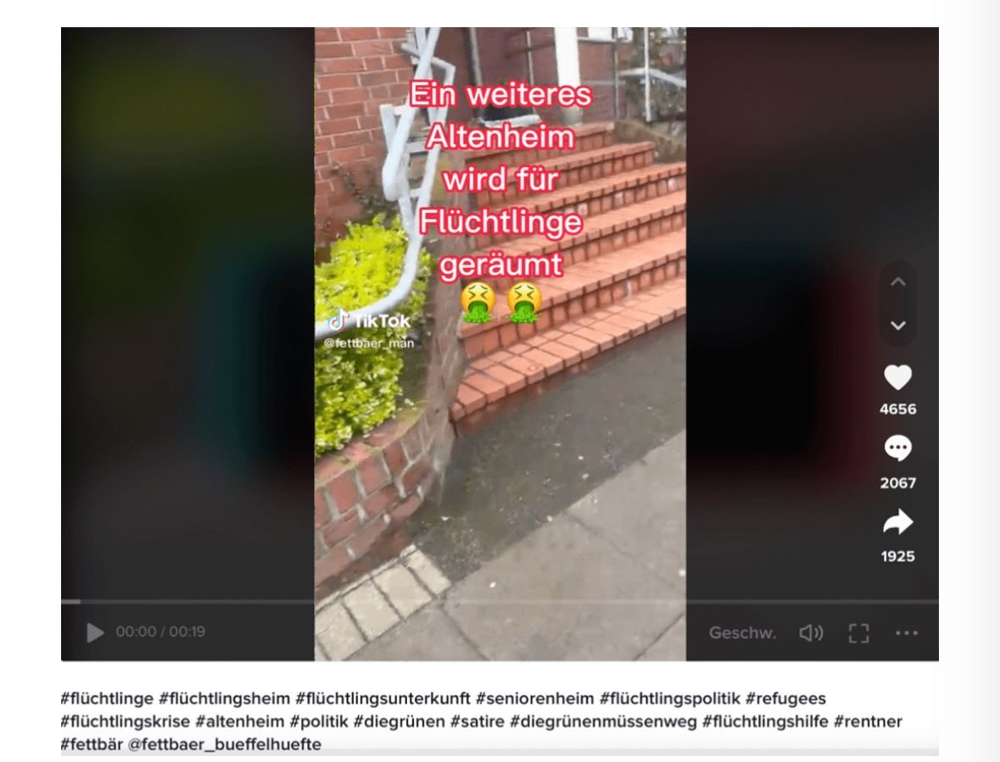 Ein weiteres
Altenheim
wird für
Flüchtlinge
geräumt
TikTok
@fettbaer_man
4656
2067
1925
00:00 / 00:19
Geschw.
#flüchtlinge #flüchtlingsheim #flüchtlingsunterkunft #seniorenheim #flüchtlingspolitik #refugees
#flüchtlingskrise #altenheim #politik #diegrünen #satire #diegrünenmüssenweg #flüchtlingshilfe #rentner
#fettbär @fettbaer_bueffelhuefte